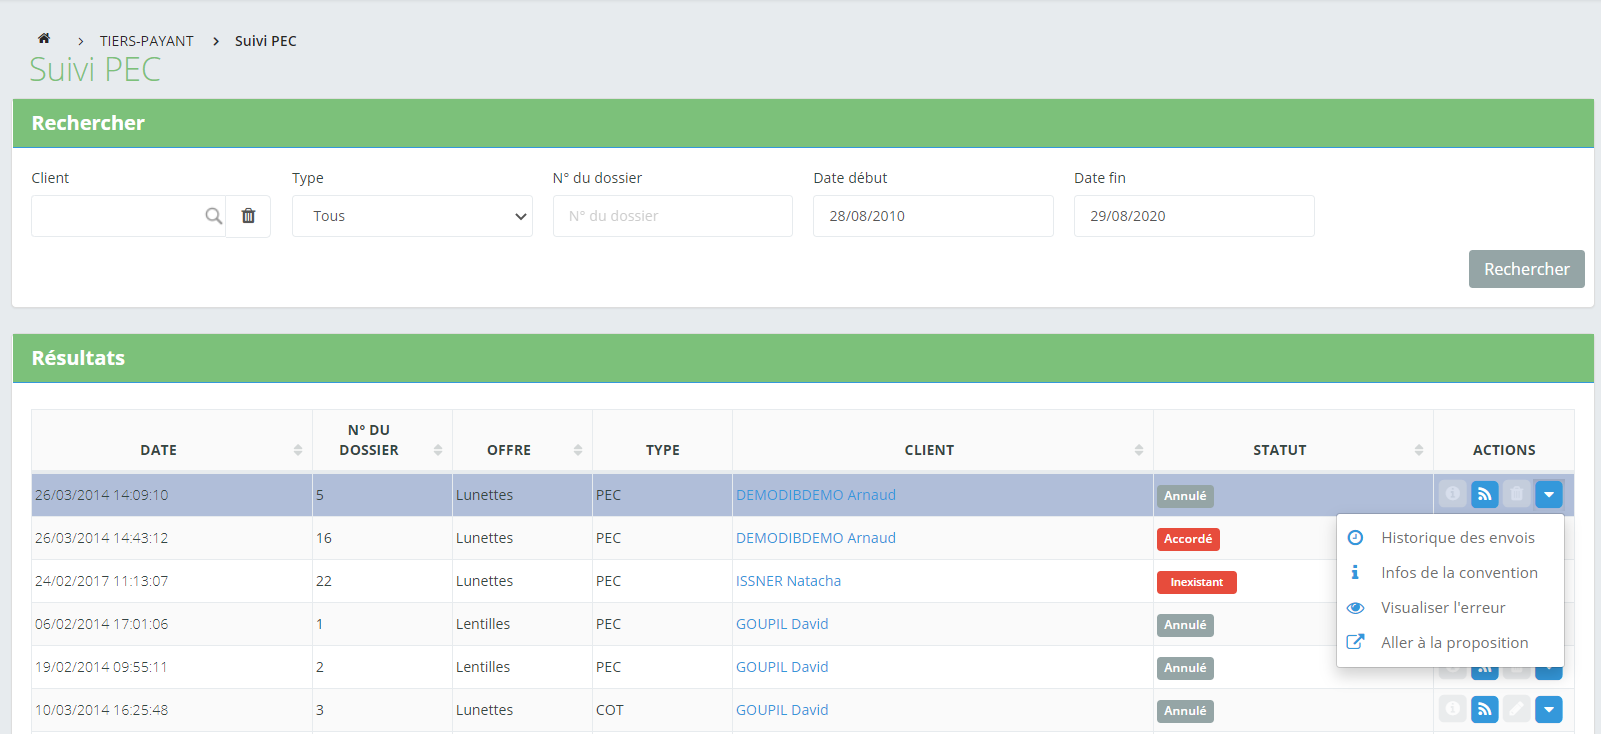 TIERS-PAYANT Suivi PEC
Suivi PEC
Rechercher
Client Type N° du dossier Date début Date fin
Tous N° du dossier 28/08/2010 29/08/2020
Rechercher
Résultats
DATE N° DU DOSSIER OFFRE TYPE CLIENT STATUT ACTIONS
26/03/2014 14:09:10 5 Lunettes PEC DEMODIBDEMO Arnaud Annulé
26/03/2014 14:43:12 16 Lunettes PEC DEMODIBDEMO Arnaud Accordé
24/02/2017 11:13:07 22 Lunettes PEC ISSNER Natacha Inexistant
06/02/2014 17:01:06 1 Lentilles PEC GOUPIL David Annulé
19/02/2014 09:55:11 2 Lentilles PEC GOUPIL David Annulé
10/03/2014 16:25:48 3 Lunettes COT GOUPIL David Annulé
Historique des envois
Infos de la convention
Visualiser l'erreur
Aller à la proposition